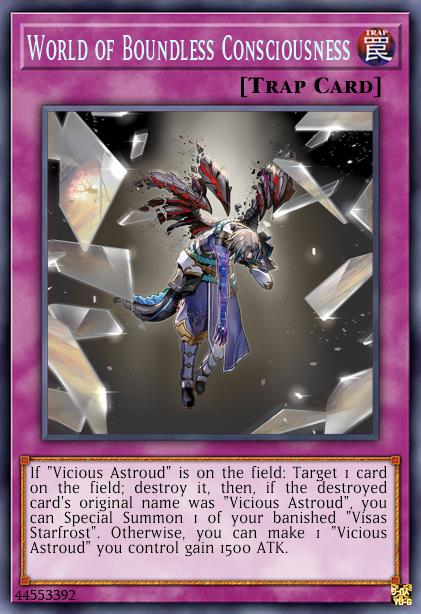 World of Boundless Consciousness
TRAP
罠
[Trap Card]
If "Vicious Astroud" is on the field: Target 1 card
on the field; destroy it, then, if the destroyed
card's original name was "Vicious Astroud", you
can Special Summon 1 of your banished "Visas
Starfrost". Otherwise, you can make 1 "Vicious
Astroud" you control gain 1500 ATK.
44553392